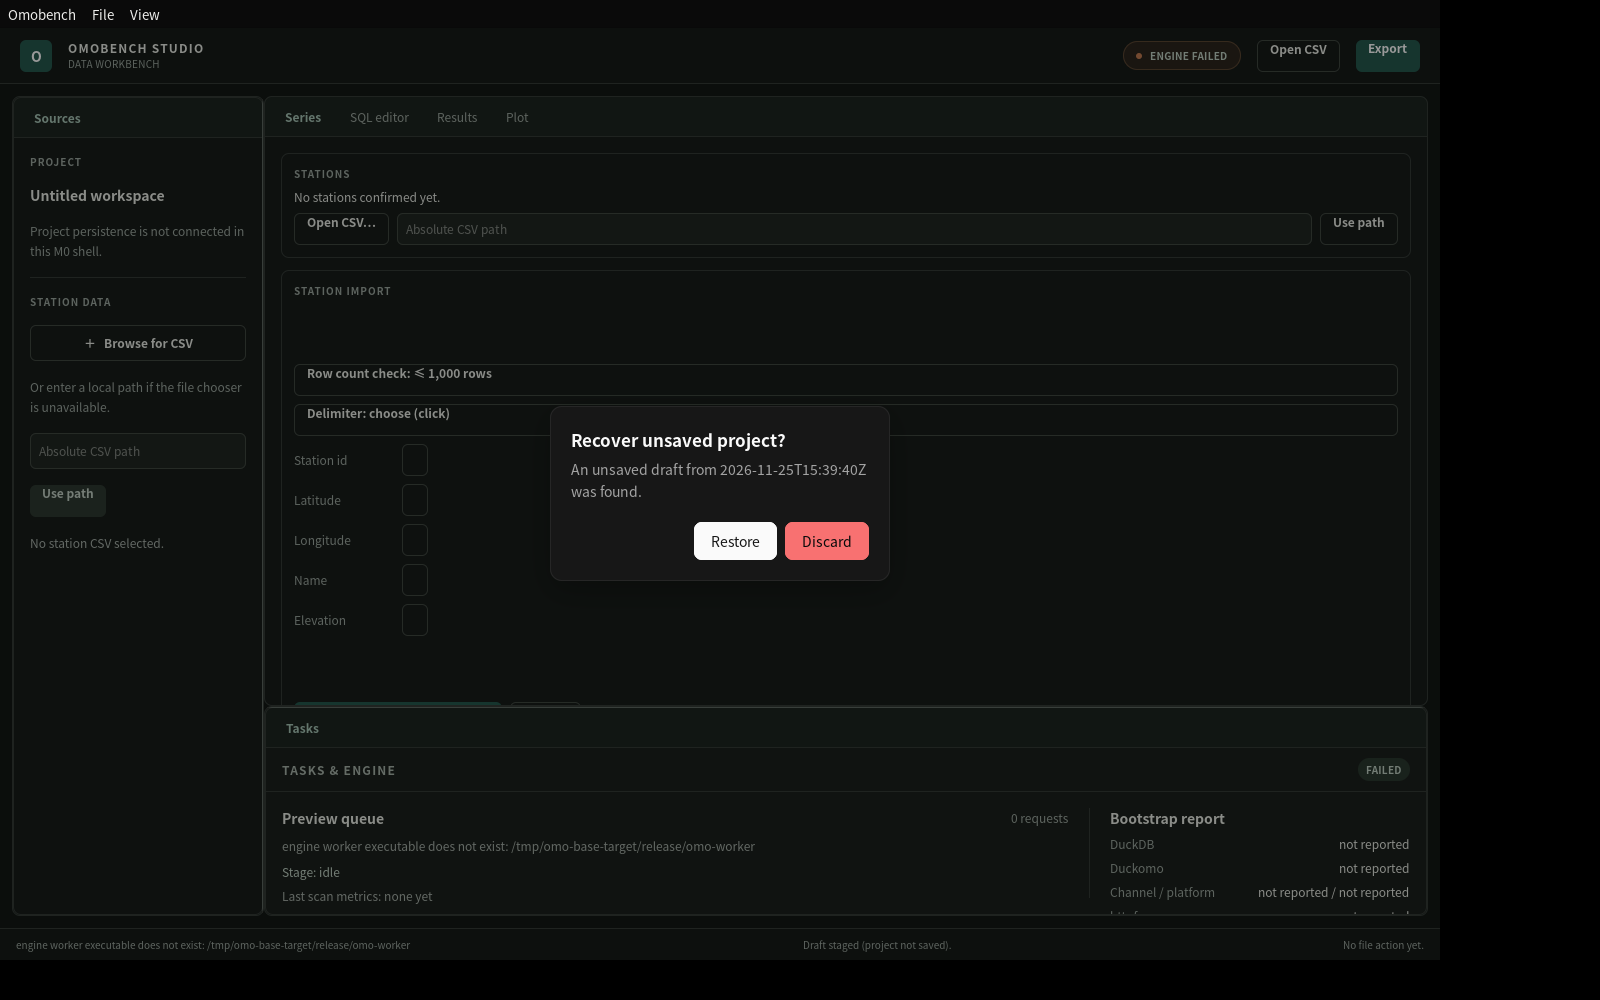 Omobench File View
O
OMOBENCH STUDIO
DATA WORKBENCH
ENGINE FAILED
Open CSV
Export
Sources
PROJECT
Untitled workspace
Project persistence is not connected in
this M0 shell.
STATION DATA
+ Browse for CSV
Or enter a local path if the file chooser
is unavailable.
Absolute CSV path
Use path
No station CSV selected.
Series SQL editor Results Plot
STATIONS
No stations confirmed yet.
Open CSV... Absolute CSV path Use path
STATION IMPORT
Row count check: ≤ 1,000 rows
Delimiter: choose (click)
Station id
Latitude
Longitude
Name
Elevation
Recover unsaved project?
An unsaved draft from 2026-11-25T15:39:40Z
was found.
Restore Discard
Tasks
TASKS & ENGINE FAILED
Preview queue 0 requests
engine worker executable does not exist: /tmp/omo-base-target/release/omo-worker
Stage: idle
Last scan metrics: none yet
Bootstrap report
DuckDB not reported
Duckomo not reported
Channel / platform not reported / not reported
engine worker executable does not exist: /tmp/omo-base-target/release/omo-worker
Draft staged (project not saved).
No file action yet.